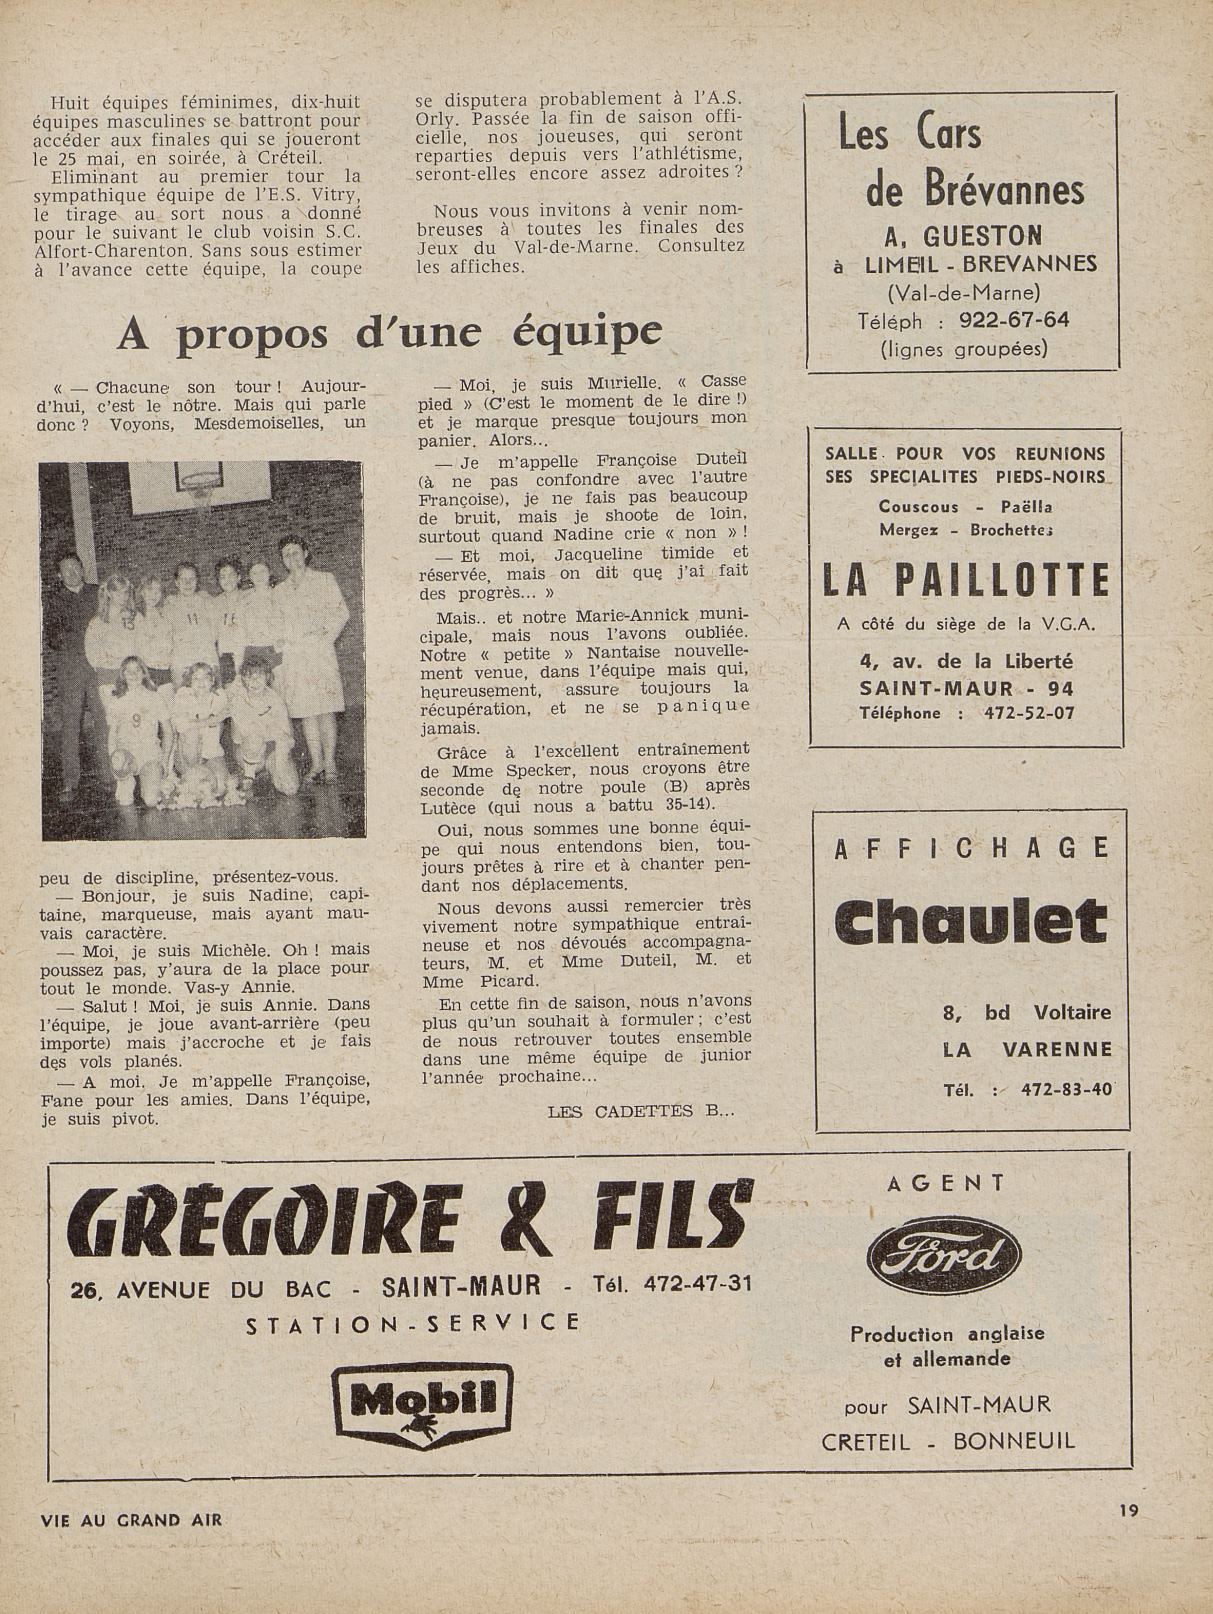 Huit équipes féminimes, dix-huit
équipes masculines se battront pour
accéder aux finales qui se joueront
le 25 mai, en soirée, à Créteil.
Eliminant au premier tour la
sympathique équipe de l'E.S. Vitry,
le tirage au sort nous a donné
pour le suivant le club voisin S.C.
Alfort-Charenton. Sans sous estimer
à l'avance cette équipe, la coupe
se disputera probablement à l'A.S.
Orly. Passée la fin de saison offi-
cielle, nos joueuses, qui seront
reparties depuis vers l'athlétisme,
seront-elles encore assez adroites ?
Nous vous invitons à venir nom-
breuses à toutes les finales des
Jeux du Val-de-Marne. Consultez
les affiches.
A propos d'une équipe
« — Chacune son tour ! Aujour-
d'hui, c'est le nôtre. Mais qui parle
donc ? Voyons, Mesdemoiselles, un
13
11
9
peu de discipline, présentez-vous.
— Bonjour, je suis Nadine, capi-
taine, marqueuse, mais ayant mau-
vais caractère.
— Moi, je suis Michèle. Oh ! mais
poussez pas, y'aura de la place pour
tout le monde. Vas-y Annie.
— Salut ! Moi, je suis Annie. Dans
l'équipe, je joue avant-arrière (peu
importe) mais j'accroche et je fais
des vols planés.
— A moi. Je m'appelle Françoise,
Fane pour les amies. Dans l'équipe,
je suis pivot.
— Moi, je suis Murielle. « Casse
pied » (C'est le moment de le dire !)
et je marque presque toujours mon
panier. Alors...
— Je m'appelle Françoise Duteil
(à ne pas confondre avec l'autre
Françoise), je ne fais pas beaucoup
de bruit, mais je shoote de loin,
surtout quand Nadine crie « non » !
— Et moi, Jacqueline timide et
réservée, mais on dit que j'ai fait
des progrès... »
Mais.. et notre Marie-Annick muni-
cipale, mais nous l'avons oubliée.
Notre « petite » Nantaise nouvelle-
ment venue, dans l'équipe mais qui,
heureusement, assure toujours la
récupération, et ne se panique
jamais.
Grâce à l'excellent entraînement
de Mme Specker, nous croyons être
seconde de notre poule (B) après
Lutèce (qui nous a battu 35-14).
Oui, nous sommes une bonne équi-
pe qui nous entendons bien, tou-
jours prêtes à rire et à chanter pen-
dant nos déplacements.
Nous devons aussi remercier très
vivement notre sympathique entraî-
neuse et nos dévoués accompagna-
teurs, M. et Mme Duteil, M. et
Mme Picard.
En cette fin de saison, nous n'avons
plus qu'un souhait à formuler ; c'est
de nous retrouver toutes ensemble
dans une même équipe de junior
l'année prochaine...
LES CADETTES B...
Les Cars
de Brévannes
A, GUESTON
à LIMEIL - BREVANNES
(Val-de-Marne)
Téléph : 922-67-64
(lignes groupées)
SALLE POUR VOS REUNIONS
SES SPECIALITES PIEDS-NOIRS
Couscous - Paëlla
Mergez - Brochettes
LA PAILLOTTE
A côté du siège de la V.G.A.
4, av. de la Liberté
SAINT-MAUR - 94
Téléphone : 472-52-07
AFFICHAGE
Chaulet
8, bd Voltaire
LA VARENNE
Tél. : 472-83-40
GRÉGOIRE & FILS
26, AVENUE DU BAC - SAINT-MAUR - Tél. 472-47-31
STATION-SERVICE
Mobil
AGENT
Ford
Production anglaise
et allemande
pour SAINT-MAUR
CRETEIL - BONNEUIL
VIE AU GRAND AIR
19